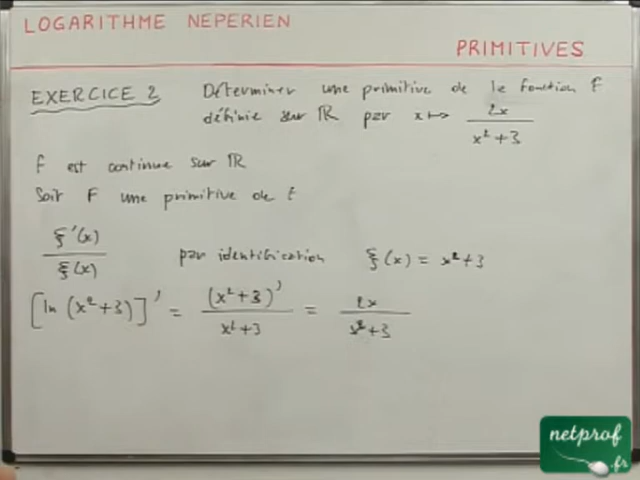 LOGARITHME NEPERIEN
PRIMITIVES
EXERCICE 2 Déterminer une primitive de la fonction f
définie sur ℝ par x ↦ 2x / (x² + 3)
f est continue sur ℝ
Soit F une primitive de f
ξ'(x) / ξ(x) par identification ξ(x) = x² + 3
[ln (x² + 3)]' = (x² + 3)' / (x² + 3) = 2x / (x² + 3)
netprof
.fr